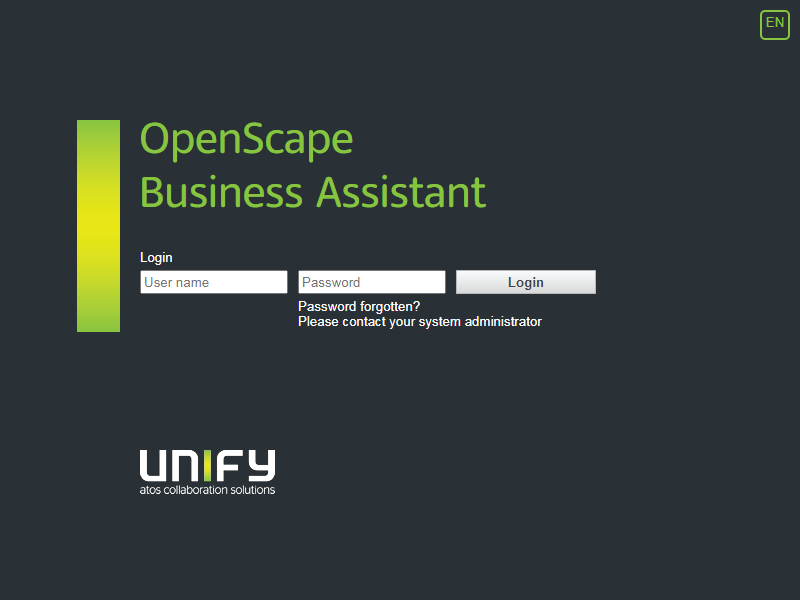 EN
OpenScape
Business Assistant
Login
User name
Password
Login
Password forgotten?
Please contact your system administrator
UNIFY
atos collaboration solutions